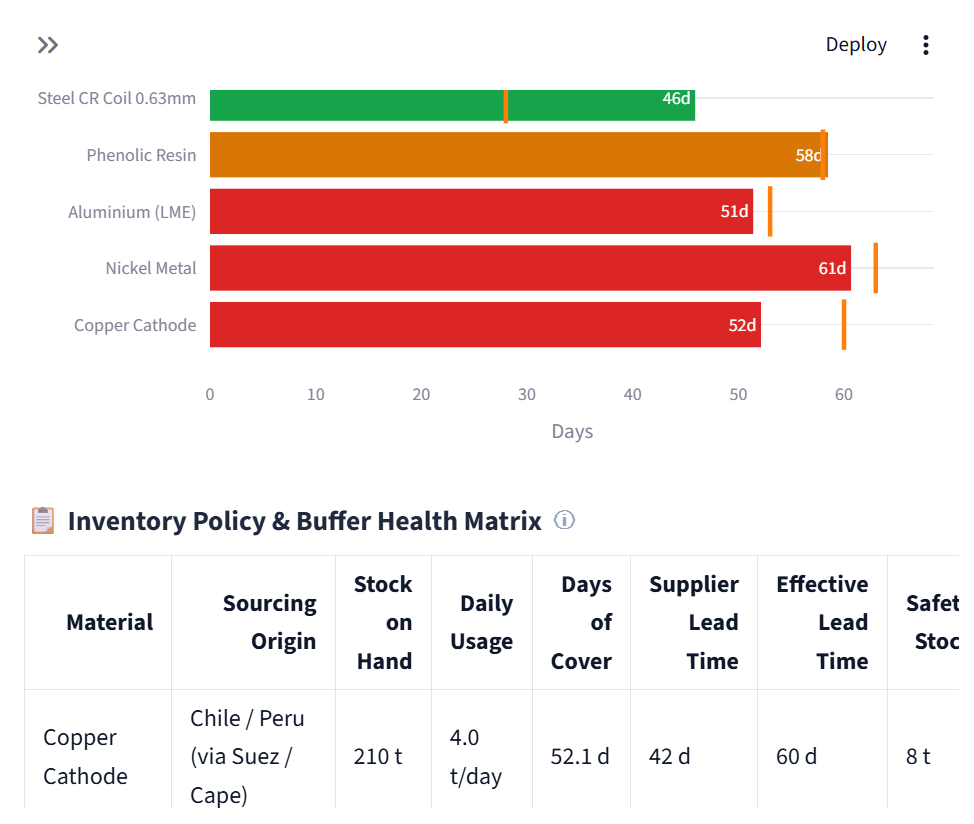 Deploy
Steel CR Coil 0.63mm
46d
Phenolic Resin
58d
Aluminium (LME)
51d
Nickel Metal
61d
Copper Cathode
52d
0 10 20 30 40 50 60
Days
Inventory Policy & Buffer Health Matrix
Material
Sourcing
Origin
Stock
on
Hand
Daily
Usage
Days
of
Cover
Supplier
Lead
Time
Effective
Lead
Time
Safet
Stoc
Copper
Cathode
Chile / Peru
(via Suez /
Cape)
210 t
4.0
t/day
52.1 d
42 d
60 d
8 t